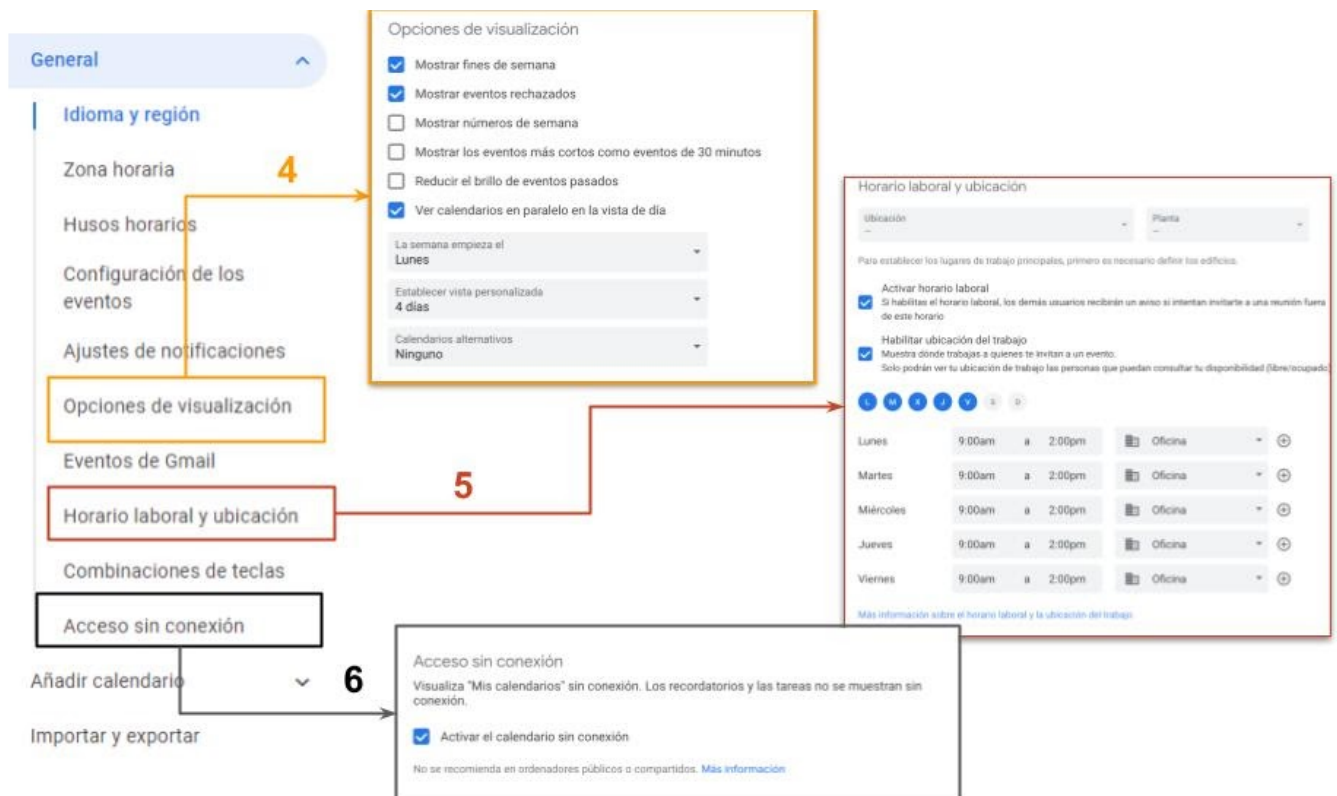 General
Idioma y región
Zona horaria
Husos horarios
Configuración de los
eventos
Ajustes de notificaciones
Opciones de visualización
Eventos de Gmail
Horario laboral y ubicación
Combinaciones de teclas
Acceso sin conexión
Añadir calendario
Importar y exportar
4
Opciones de visualización
Mostrar fines de semana
Mostrar eventos rechazados
Mostrar números de semana
Mostrar los eventos más cortos como eventos de 30 minutos
Reducir el brillo de eventos pasados
Ver calendarios en paralelo en la vista de día
La semana empieza el
Lunes
Establecer vista personalizada
4 días
Calendarios alternativos
Ninguno
5
Horario laboral y ubicación
Ubicación
–
Planta
–
Para establecer los lugares de trabajo principales, primero es necesario definir los edificios.
Activar horario laboral
Si habilitas el horario laboral, los demás usuarios recibirán un aviso si intentan invitarte a una reunión fuera
de este horario
Habilitar ubicación del trabajo
Muestra dónde trabajas a quienes te invitan a un evento.
Solo podrán ver tu ubicación de trabajo las personas que puedan consultar tu disponibilidad (libre/ocupado)
L M X J V S D
Lunes 9:00am a 2:00pm Oficina
Martes 9:00am a 2:00pm Oficina
Miércoles 9:00am a 2:00pm Oficina
Jueves 9:00am a 2:00pm Oficina
Viernes 9:00am a 2:00pm Oficina
Más información sobre el horario laboral y la ubicación del trabajo
6
Acceso sin conexión
Visualiza "Mis calendarios" sin conexión. Los recordatorios y las tareas no se muestran sin
conexión.
Activar el calendario sin conexión
No se recomienda en ordenadores públicos o compartidos. Más información